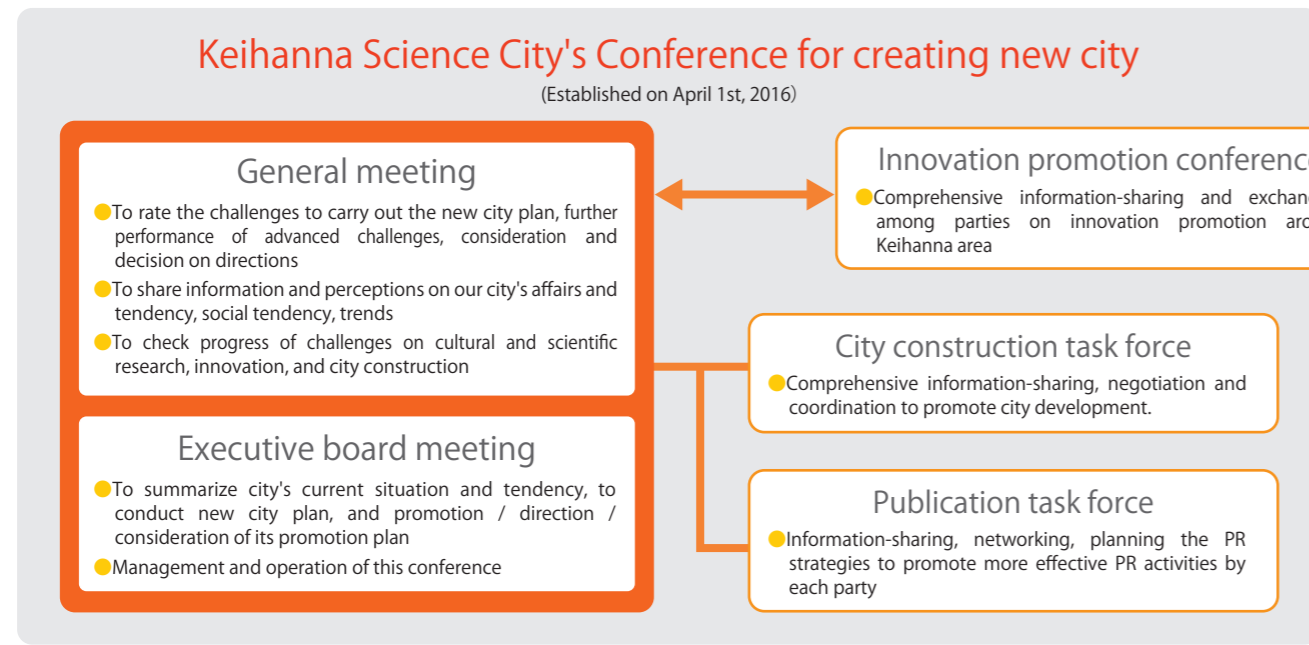 Keihanna Science City's Conference for creating new city
(Established on April 1st, 2016)
General meeting
To rate the challenges to carry out the new city plan, further
performance of advanced challenges, consideration and
decision on directions
To share information and perceptions on our city's affairs and
tendency, social tendency, trends
To check progress of challenges on cultural and scientific
research, innovation, and city construction
Executive board meeting
To summarize city's current situation and tendency, to
conduct new city plan, and promotion / direction /
consideration of its promotion plan
Management and operation of this conference
Innovation promotion
Comprehensive information-sharing and
among parties on innovation promotion
Keihanna area
City construction task force
Comprehensive information-sharing, negotiation and
coordination to promote city development.
Publication task force
Information-sharing, networking, planning the PR
strategies to promote more effective PR activities by
each party